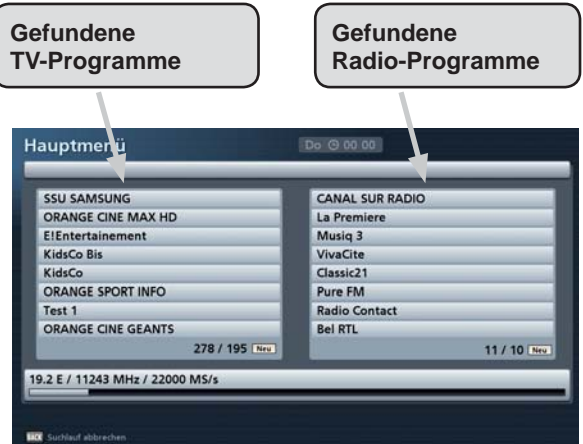 Gefundene
TV-Programme
Gefundene
Radio-Programme
Hauptmenü
Do 00 00
SSU SAMSUNG
ORANGE CINE MAX HD
E!Entertainement
KidsCo Bis
KidsCo
ORANGE SPORT INFO
Test 1
ORANGE CINE GEANTS
278 / 195 Neu
CANAL SUR RADIO
La Premiere
Musiq 3
VivaCite
Classic21
Pure FM
Radio Contact
Bel RTL
11 / 10 Neu
19.2 E / 11243 MHz / 22000 MS/s
BACK Suchlauf abbrechen